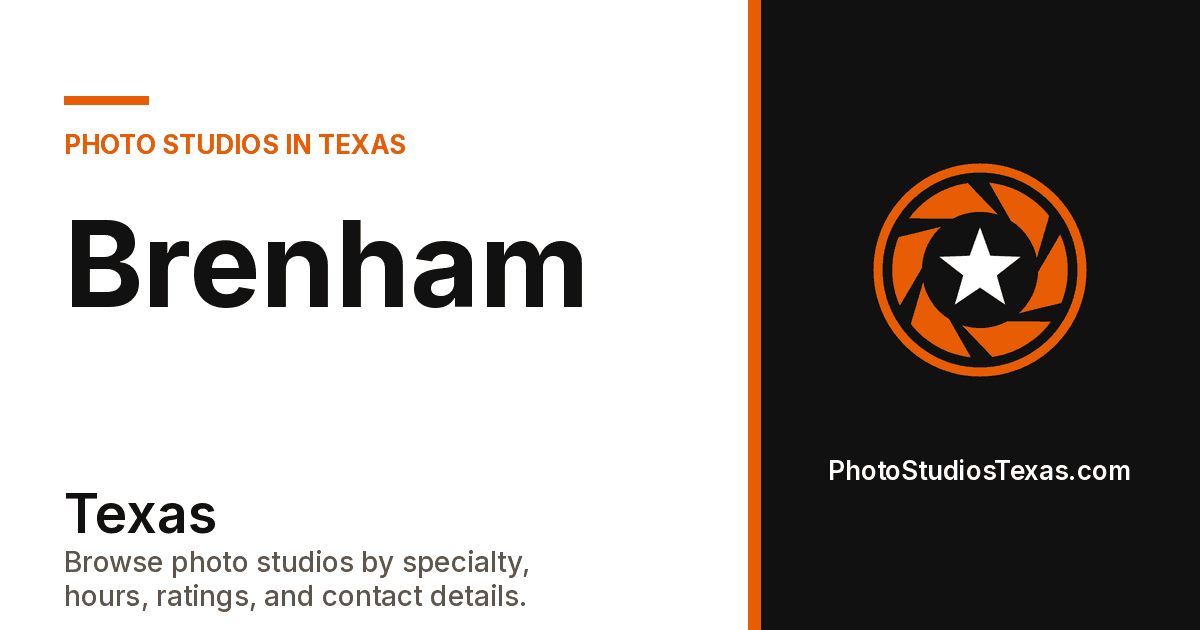 PHOTO STUDIOS IN TEXAS
Brenham
Texas
Browse photo studios by specialty,
hours, ratings, and contact details.
PhotoStudiosTexas.com